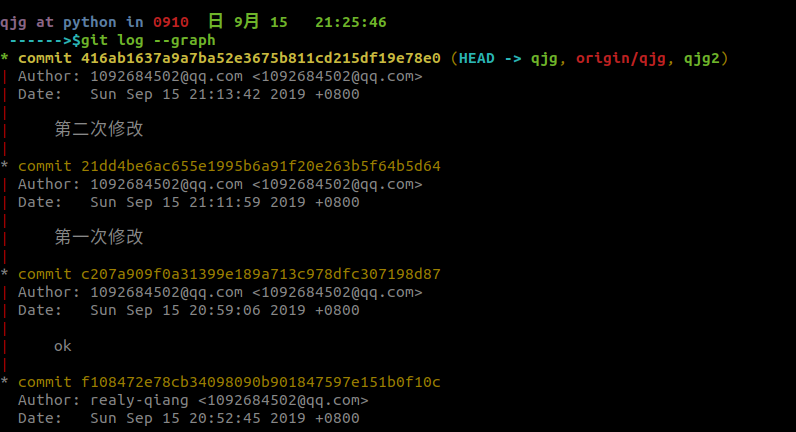 qjg at python in 0910  日 9月 15   21:25:46
------>$git log --graph
* commit 416ab1637a9a7ba52e3675b811cd215df19e78e0 (HEAD -> qjg, origin/qjg, qjg2)
| Author: 1092684502@qq.com <1092684502@qq.com>
| Date:   Sun Sep 15 21:13:42 2019 +0800
|
|     第二次修改
|
* commit 21dd4be6ac655e1995b6a91f20e263b5f64b5d64
| Author: 1092684502@qq.com <1092684502@qq.com>
| Date:   Sun Sep 15 21:11:59 2019 +0800
|
|     第一次修改
|
* commit c207a909f0a31399e189a713c978dfc307198d87
| Author: 1092684502@qq.com <1092684502@qq.com>
| Date:   Sun Sep 15 20:59:06 2019 +0800
|
|     ok
|
* commit f108472e78cb34098090b901847597e151b0f10c
  Author: realy-qiang <1092684502@qq.com>
  Date:   Sun Sep 15 20:52:45 2019 +0800